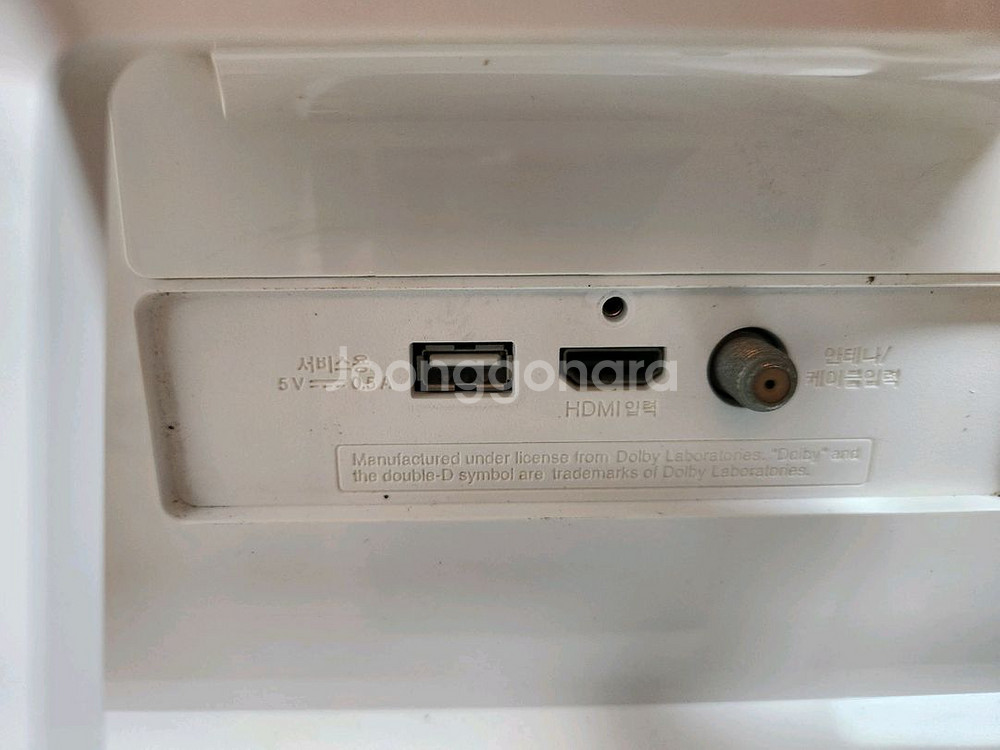 서비스용
5V⎓0.5A
joonggonara
HDMI 입력
안테나/
케이블입력
Manufactured under license from Dolby Laboratories. "Dolby" and
the double-D symbol are trademarks of Dolby Laboratories.